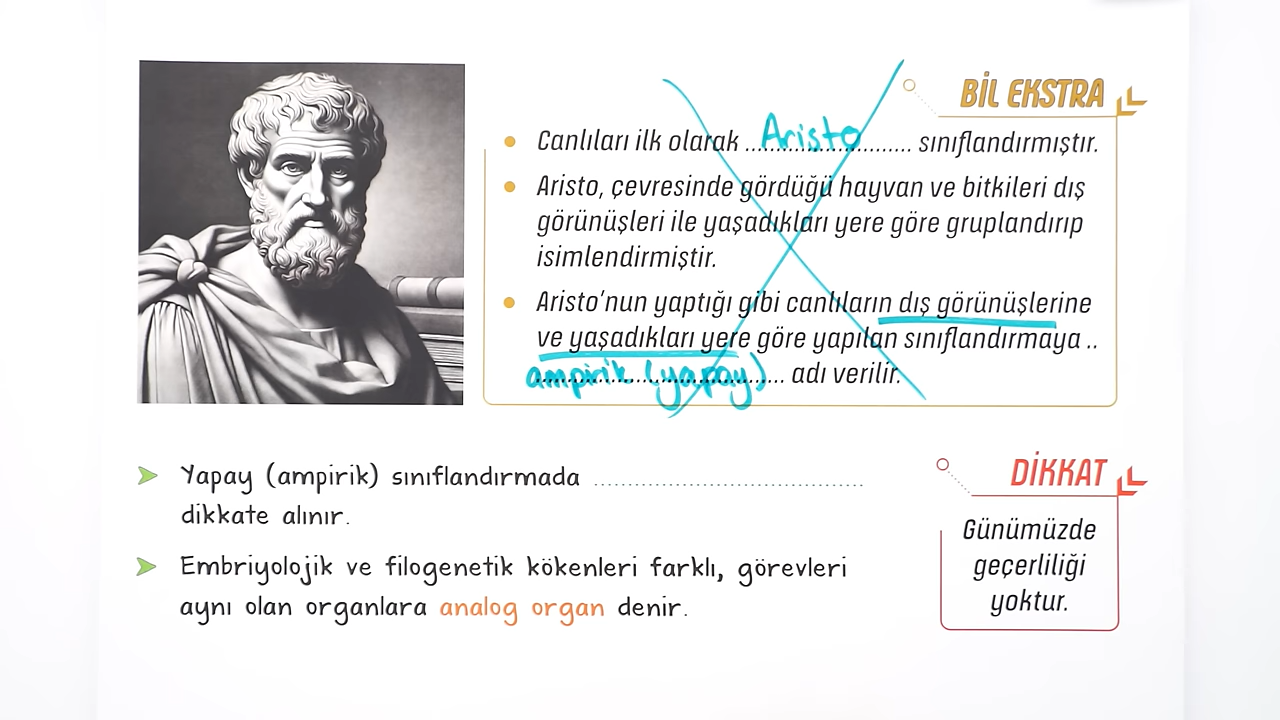 BİL EKSTRA
• Canlıları ilk olarak .. Aristo ........ sınıflandırmıştır.
• Aristo, çevresinde gördüğü hayvan ve bitkileri dış
görünüşleri ile yaşadıkları yere göre gruplandırıp
isimlendirmiştir.
• Aristo'nun yaptığı gibi canlıların dış görünüşlerine
ve yaşadıkları yere göre yapılan sınıflandırmaya ..
ampirik (yapay) ... adı verilir.
Yapay (ampirik) sınıflandırmada ......................................
dikkate alınır.
Embriyolojik ve filogenetik kökenleri farklı, görevleri
aynı olan organlara analog organ denir.
DİKKAT
Günümüzde
geçerliliği
yoktur.